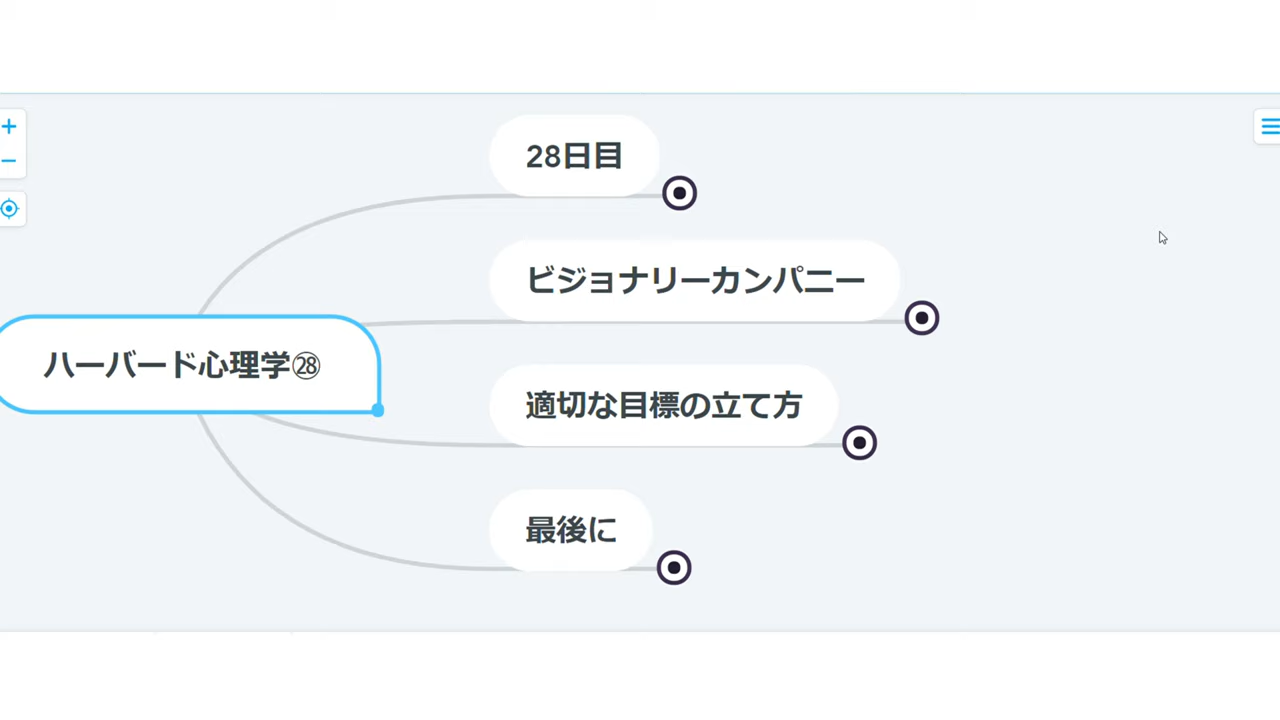 28日目
ビジョナリーカンパニー
ハーバード心理学㉘
適切な目標の立て方
最後に